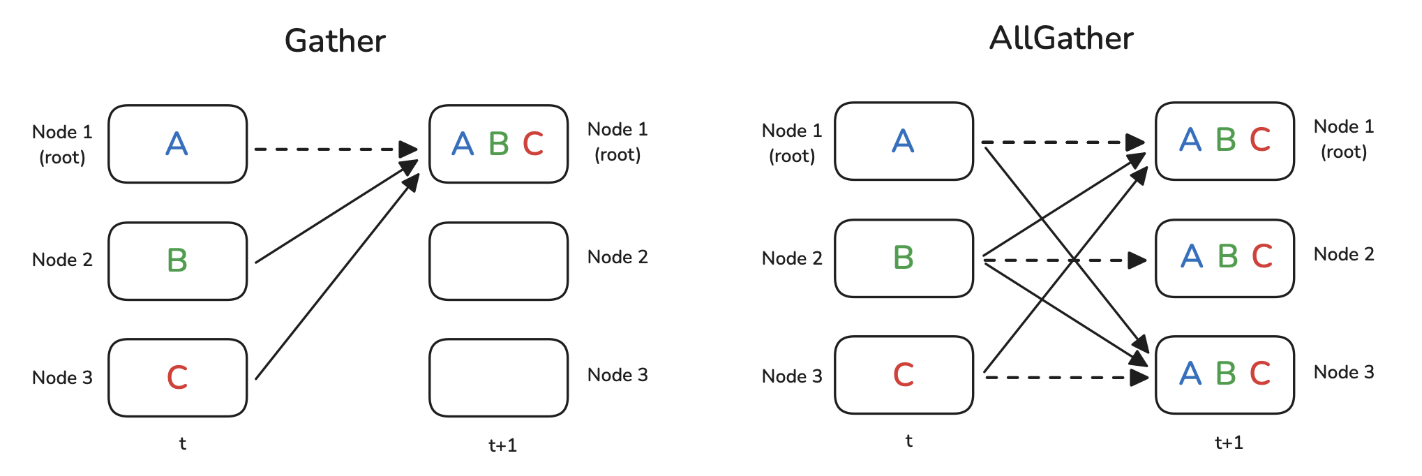 Gather
Node 1
(root)
A
A B C
Node 1
(root)
Node 2
B
Node 2
Node 3
C
Node 3
t
t+1
AllGather
Node 1
(root)
A
A B C
Node 1
(root)
Node 2
B
A B C
Node 2
Node 3
C
A B C
Node 3
t
t+1